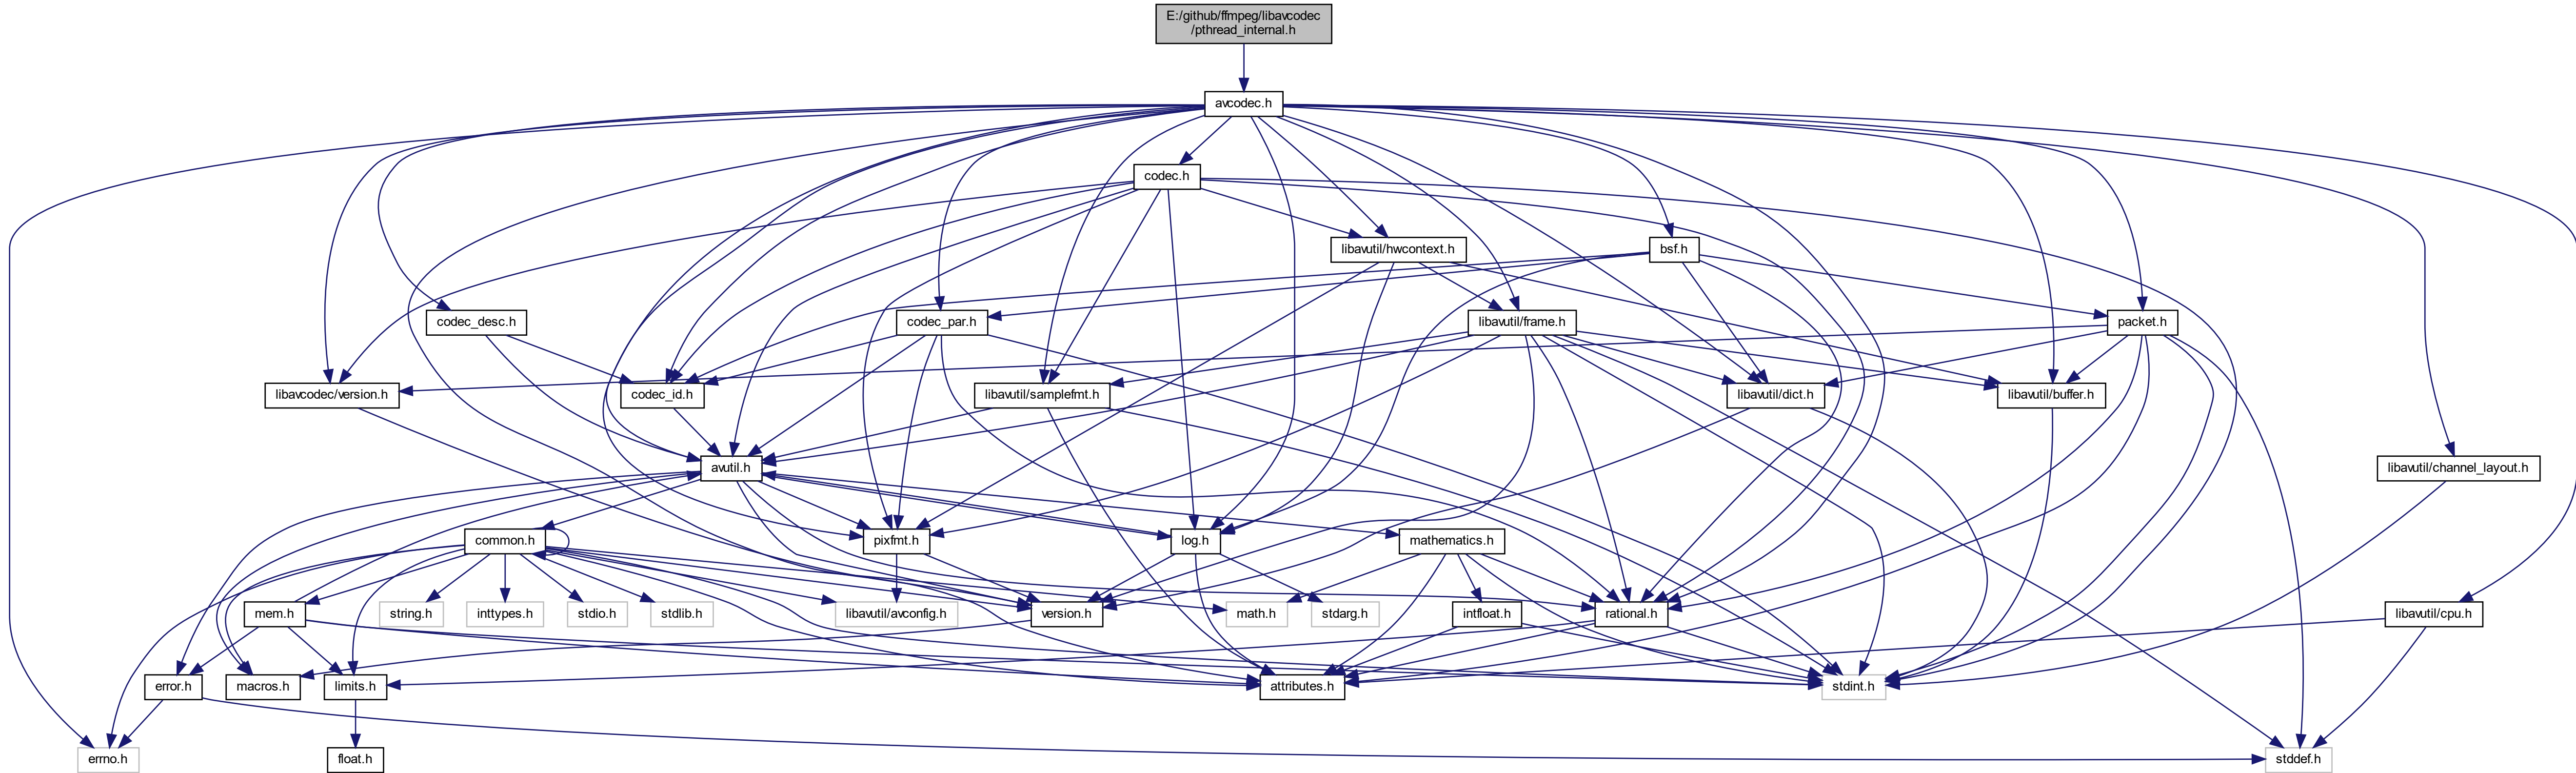 E:/github/ffmpeg/libavcodec
/pthread_internal.h
avcodec.h
codec.h
libavutil/hwcontext.h
bsf.h
codec_desc.h
codec_par.h
libavutil/frame.h
packet.h
libavcodec/version.h
codec_id.h
libavutil/samplefmt.h
libavutil/dict.h
libavutil/buffer.h
avutil.h
libavutil/channel_layout.h
common.h
pixfmt.h
log.h
mathematics.h
mem.h
string.h
inttypes.h
stdio.h
stdlib.h
libavutil/avconfig.h
version.h
math.h
stdarg.h
intfloat.h
rational.h
libavutil/cpu.h
error.h
macros.h
limits.h
attributes.h
stdint.h
errno.h
float.h
stddef.h